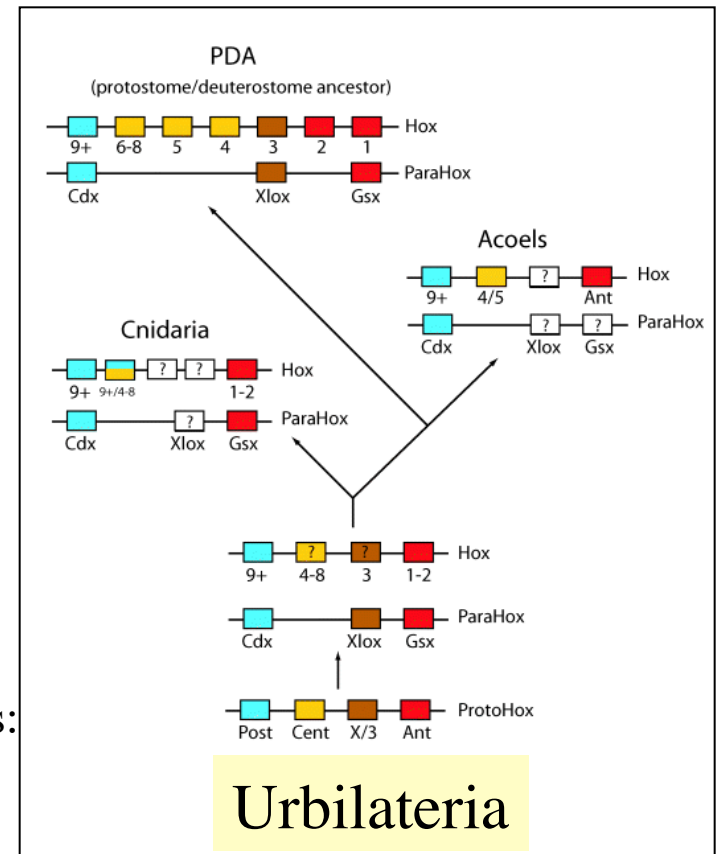 PDA
(protostome/deuterostome ancestor)
Hox
9+ 6-8 5 4 3 2 1
ParaHox
Cdx Xlox Gsx
Acoels
? Hox
9+ 4/5 Ant
? ? ParaHox
Cdx Xlox Gsx
Cnidaria
? ? Hox
9+ 9+/4-8 1-2
? ParaHox
Cdx Xlox Gsx
? ? Hox
9+ 4-8 3 1-2
ParaHox
Cdx Xlox Gsx
ProtoHox
Post Cent X/3 Ant
s:
Urbilateria